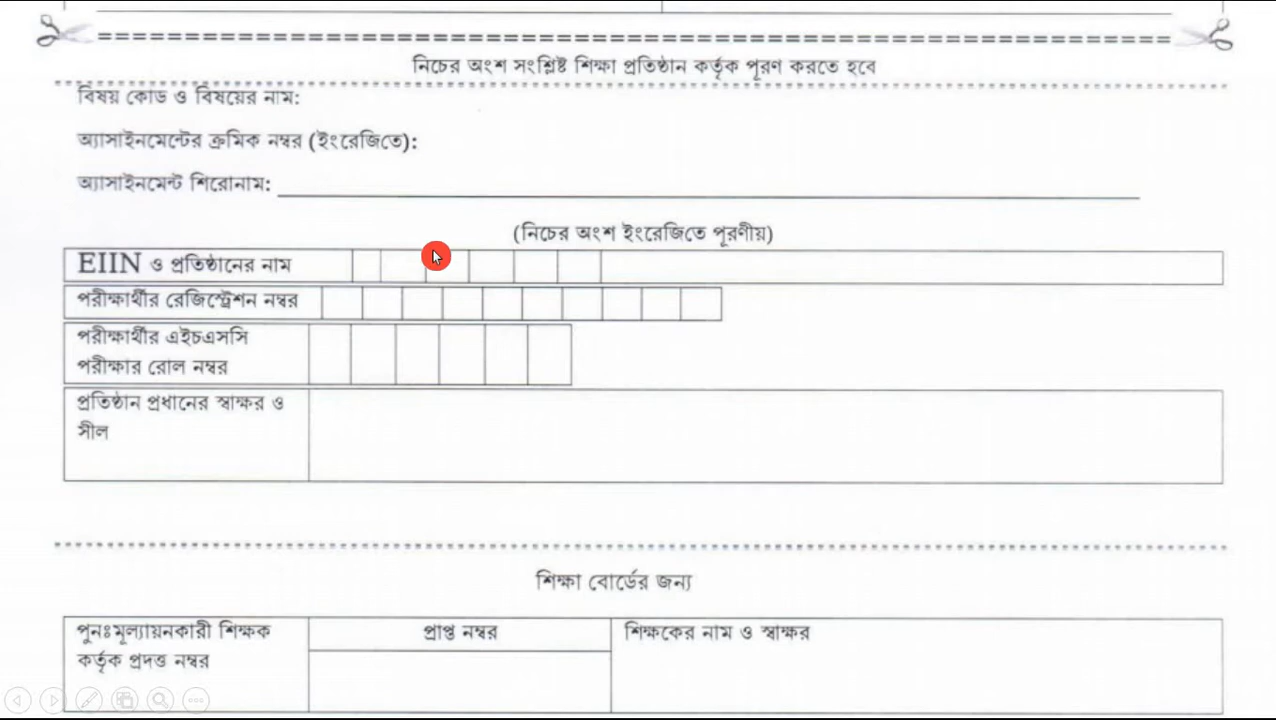 নিচের অংশ সংশ্লিষ্ট শিক্ষা প্রতিষ্ঠান কর্তৃক পূরণ করতে হবে
বিষয় কোড ও বিষয়ের নাম:
অ্যাসাইনমেন্টের ক্রমিক নম্বর (ইংরেজিতে):
অ্যাসাইনমেন্ট শিরোনাম:
(নিচের অংশ ইংরেজিতে পূরণীয়)
EIIN ও প্রতিষ্ঠানের নাম
পরীক্ষার্থীর রেজিস্ট্রেশন নম্বর
পরীক্ষার্থীর এইচএসসি
পরীক্ষার রোল নম্বর
প্রতিষ্ঠান প্রধানের স্বাক্ষর ও
সীল
শিক্ষা বোর্ডের জন্য
পুনঃমূল্যায়নকারী শিক্ষক
কর্তৃক প্রদত্ত নম্বর
প্রাপ্ত নম্বর
শিক্ষকের নাম ও স্বাক্ষর